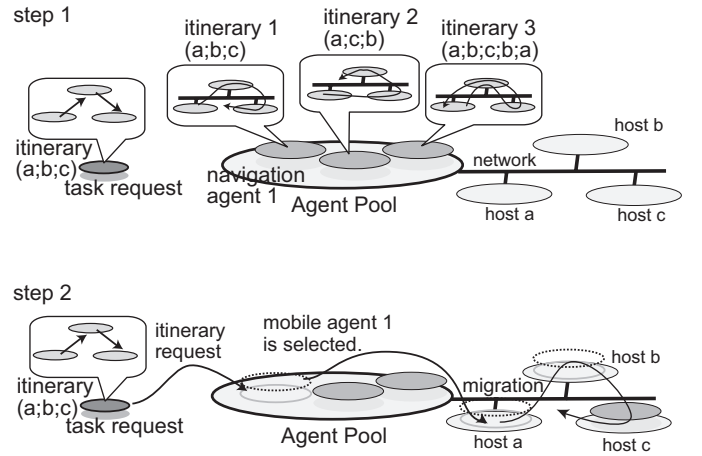 step 1
itinerary 1
(a;b;c)
itinerary 2
(a;c;b)
itinerary 3
(a;b;c;b;a)
itinerary
(a;b;c)
task request
navigation
agent 1
Agent Pool
network
host b
host a
host c
step 2
itinerary
(a;b;c)
task request
itinerary
request
mobile agent 1
is selected.
Agent Pool
migration
host b
host a
host c